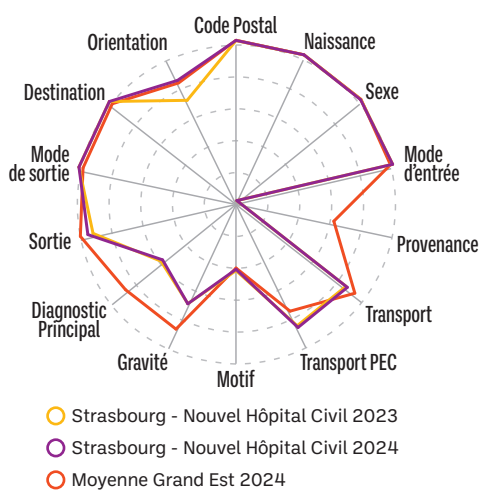 Code Postal
Naissance
Sexe
Mode
d'entrée
Provenance
Transport
Transport PEC
Motif
Gravité
Diagnostic
Principal
Sortie
Mode
de sortie
Destination
Orientation
Strasbourg - Nouvel Hôpital Civil 2023
Strasbourg - Nouvel Hôpital Civil 2024
Moyenne Grand Est 2024